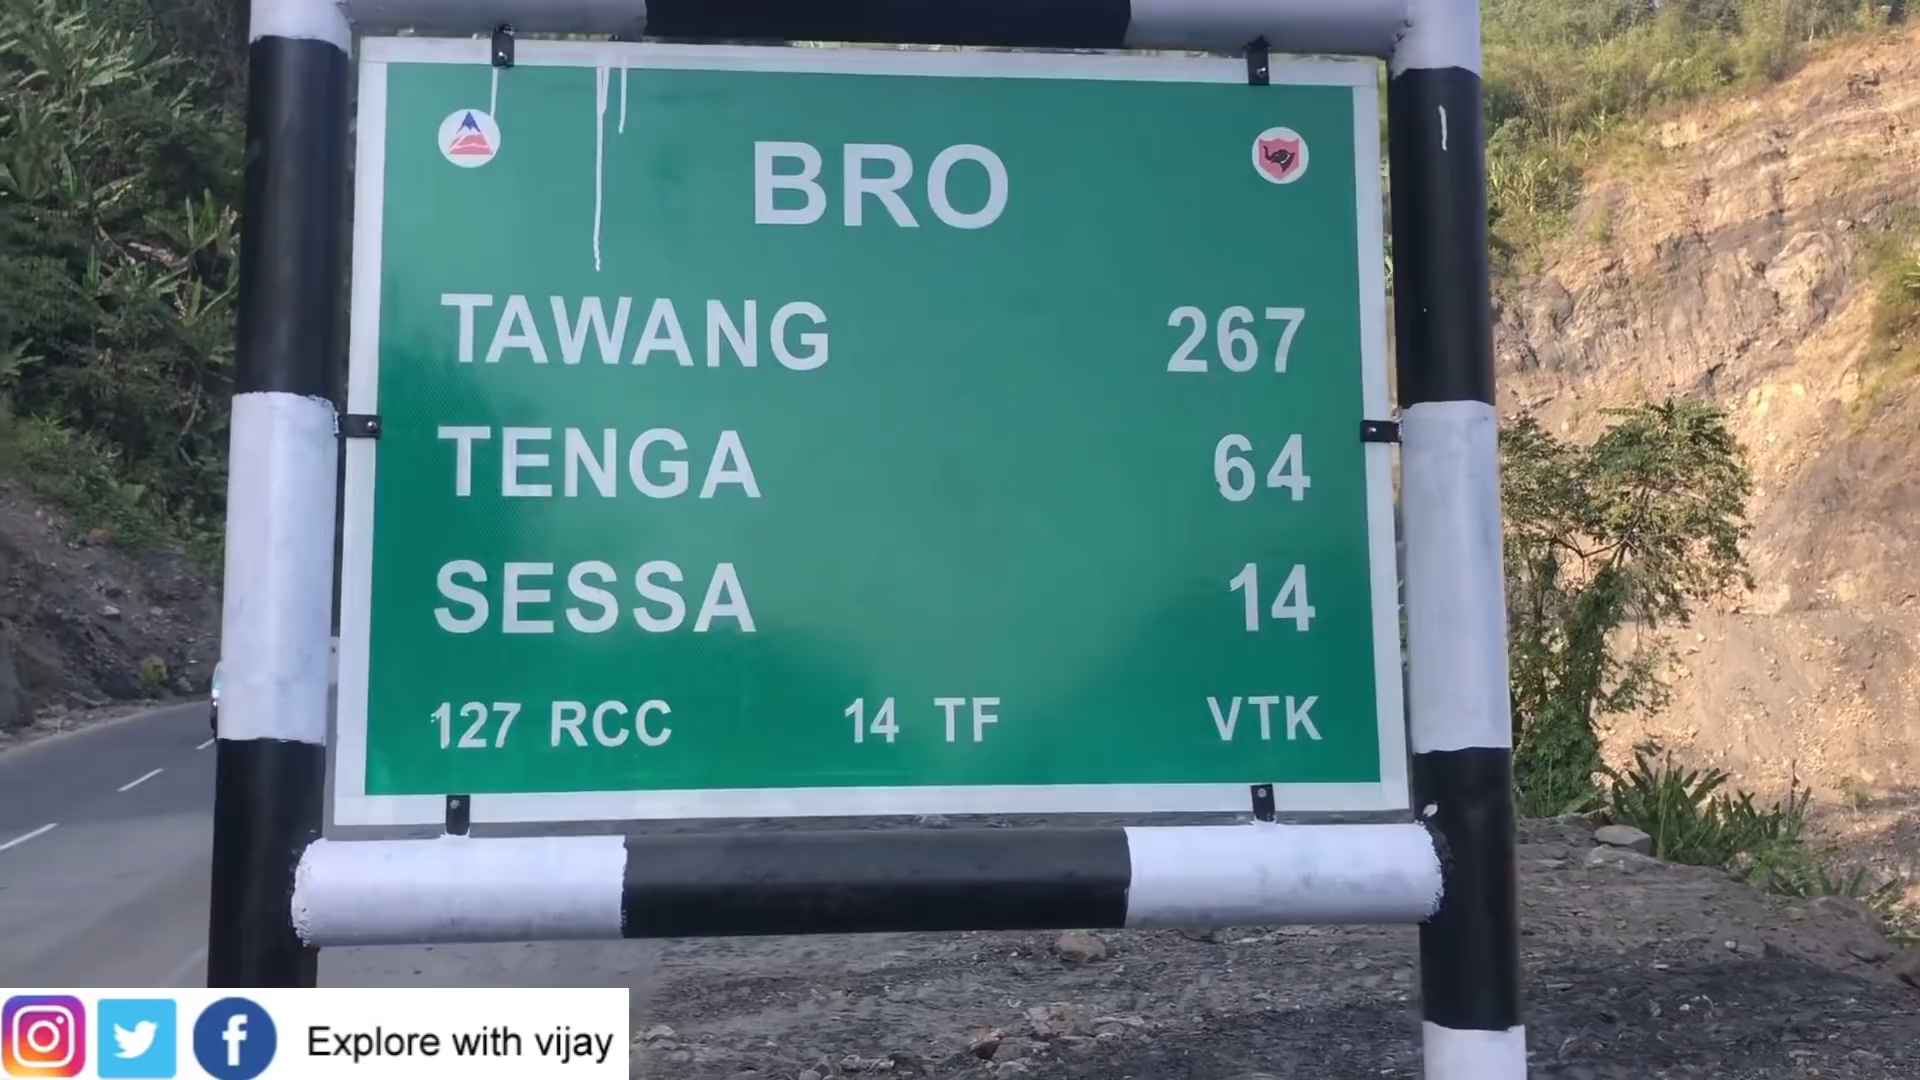 BRO
TAWANG 267
TENGA 64
SESSA 14
127 RCC 14 TF VTK
Explore with vijay